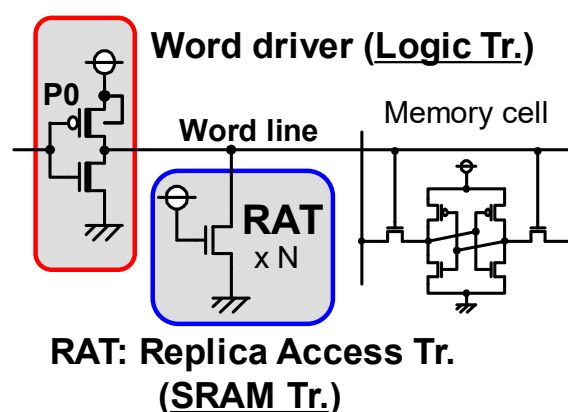 Word driver (Logic Tr.)
P0
Word line
Memory cell
RAT
x N
RAT: Replica Access Tr.
(SRAM Tr.)